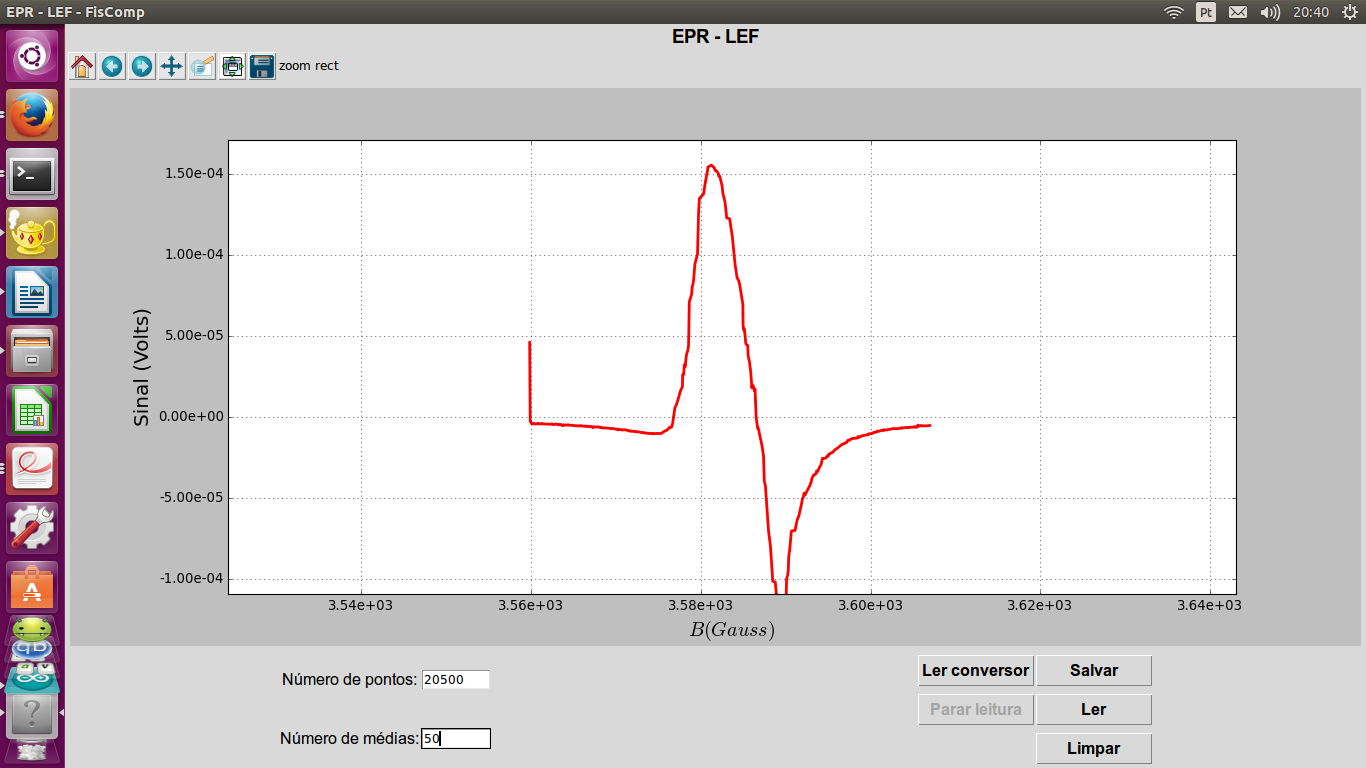 EPR - LEF - FisComp
Pt
20:40
EPR - LEF
zoom rect
1.50e-04
1.00e-04
5.00e-05
0.00e+00
-5.00e-05
-1.00e-04
Sinal (Volts)
3.54e+03 3.56e+03 3.58e+03 3.60e+03 3.62e+03 3.64e+03
B(Gauss)
Número de pontos: 20500
Ler conversor Salvar
Parar leitura Ler
Número de médias: 50
Limpar